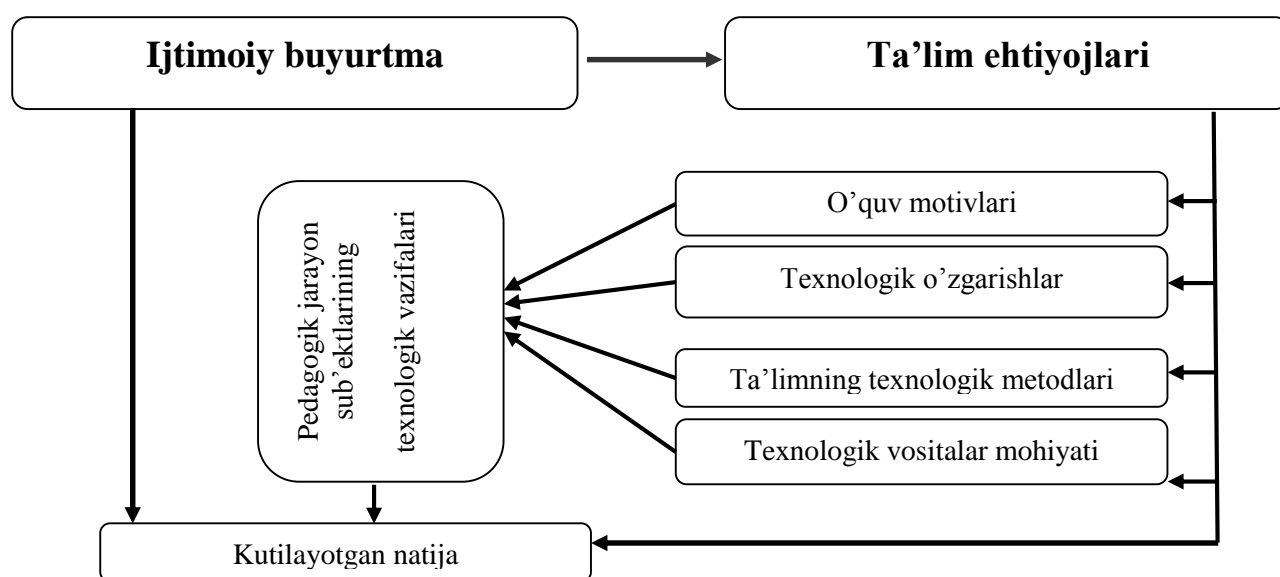 Ijtimoiy buyurtma
Ta’lim ehtiyojlari
Pedagogik jarayon
sub’ektlarining
texnologik vazifalari
O’quv motivlari
Texnologik o’zgarishlar
Ta’limning texnologik metodlari
Texnologik vositalar mohiyati
Kutilayotgan natija